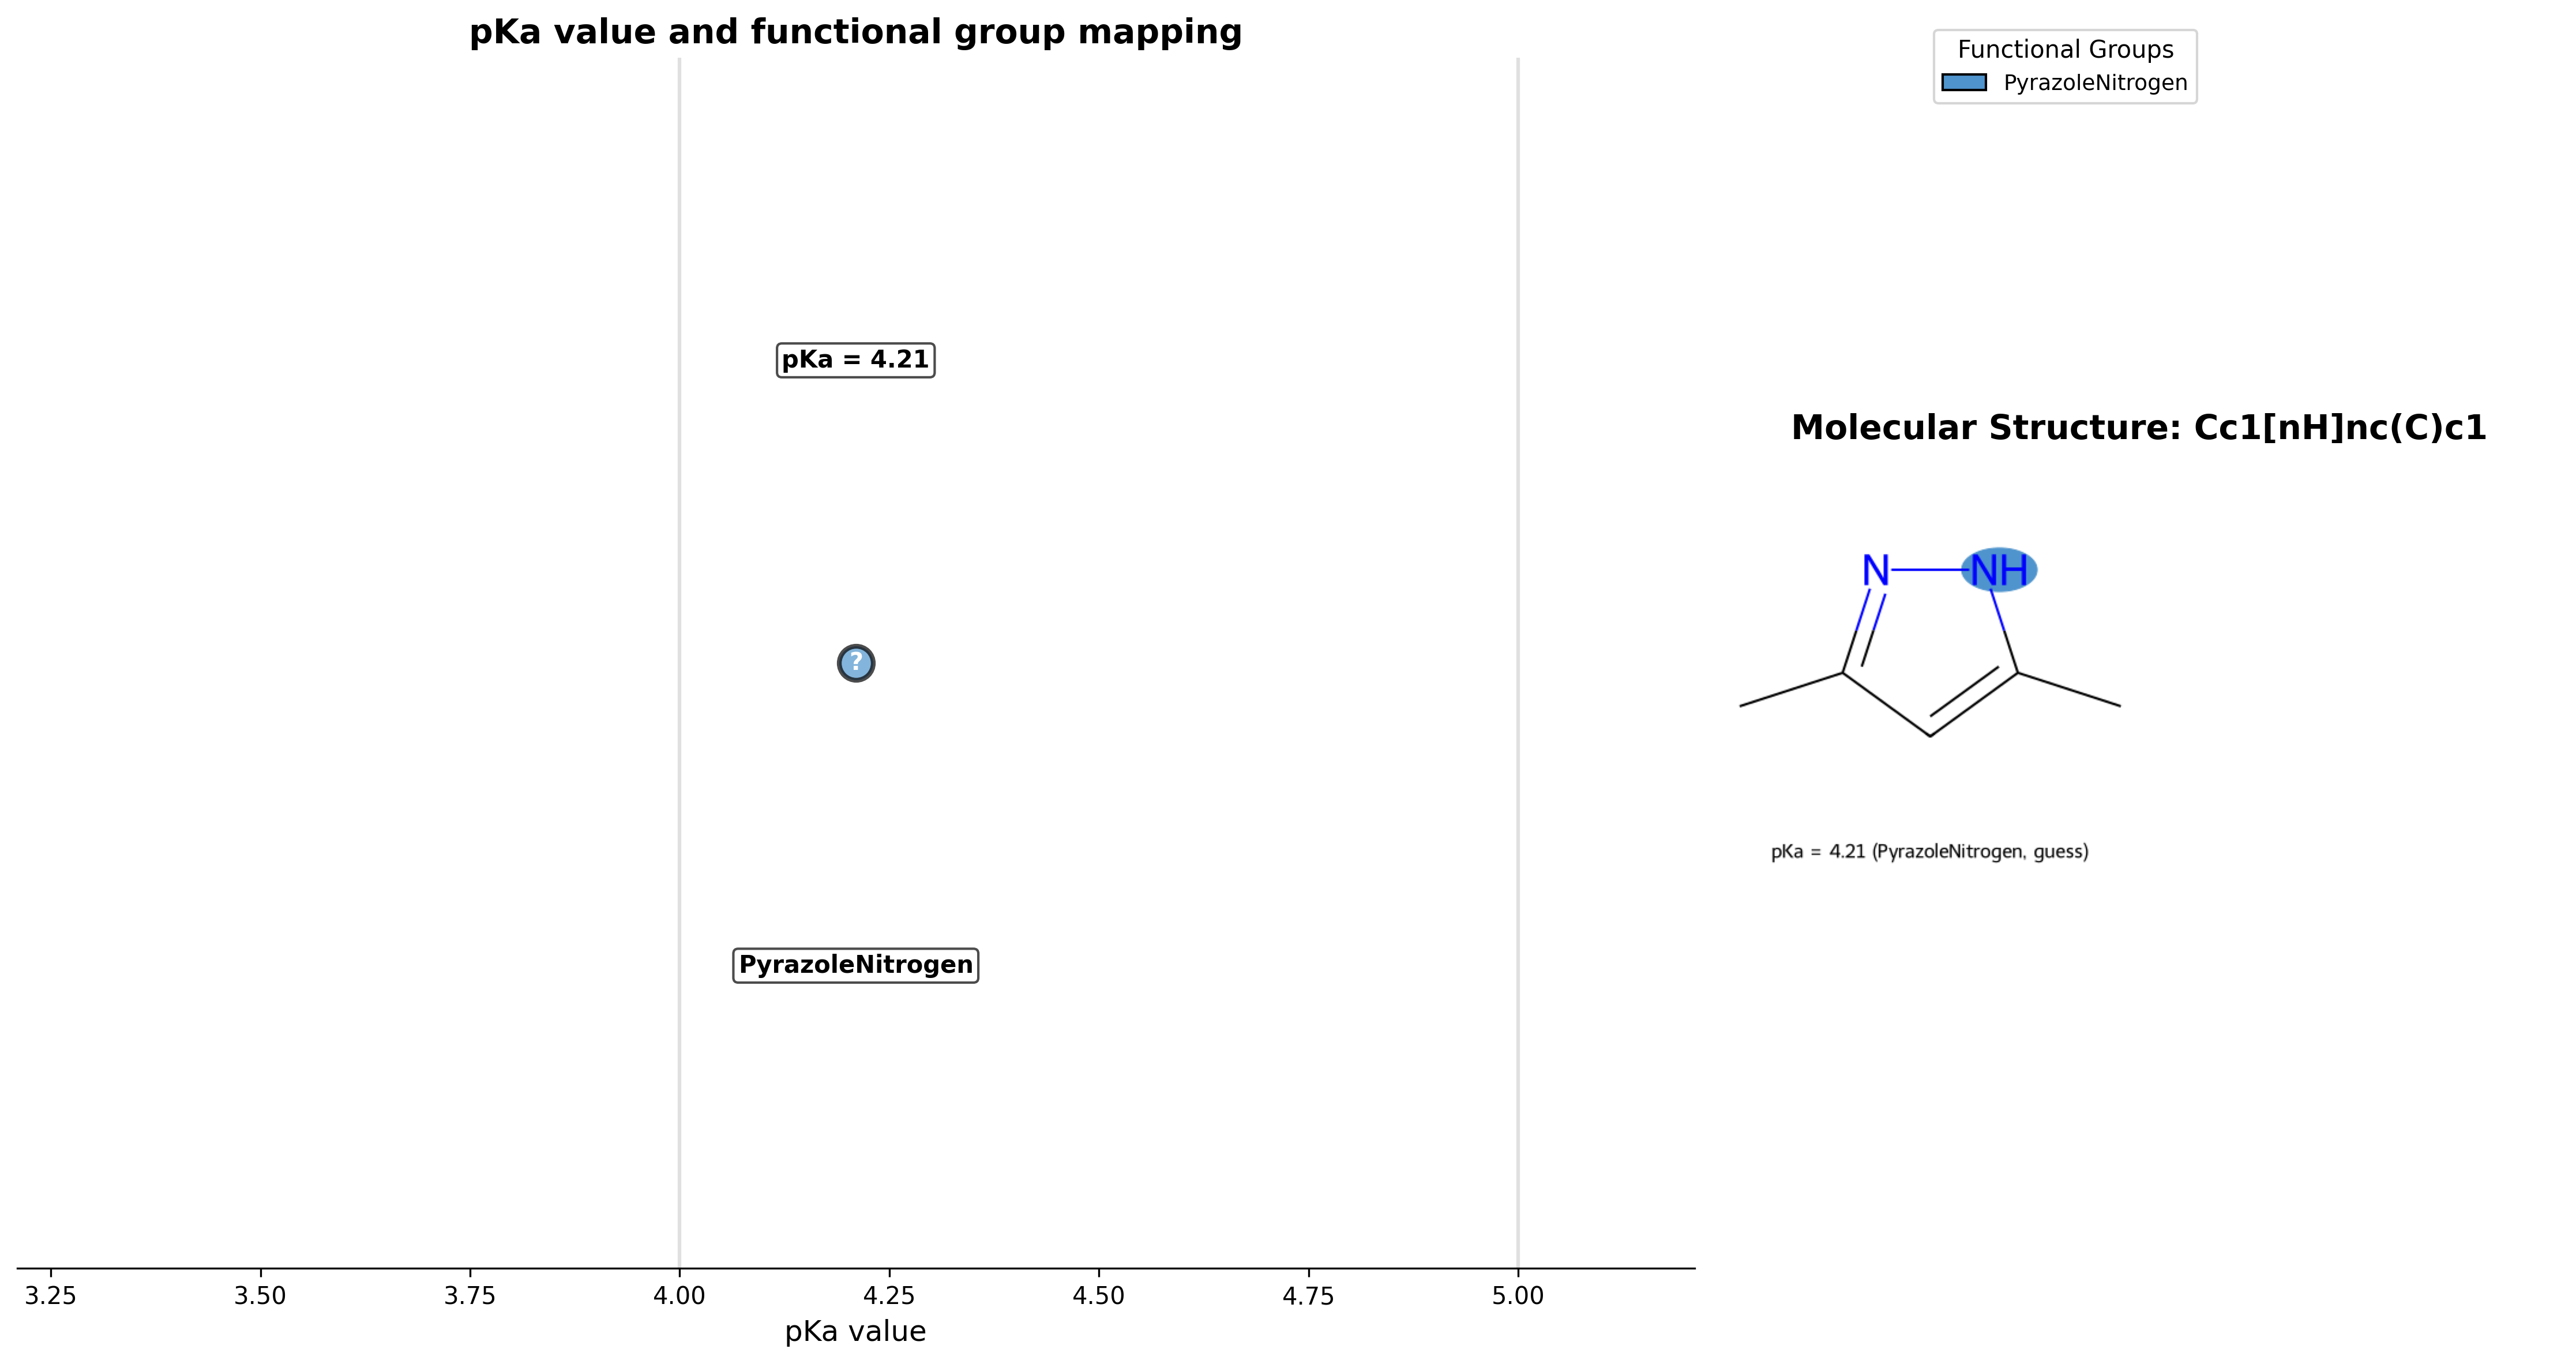 pKa value and functional group mapping
Functional Groups
PyrazoleNitrogen
pKa = 4.21
Molecular Structure: Cc1[nH]nc(C)c1
N
NH
?
pKa = 4.21 (PyrazoleNitrogen, guess)
PyrazoleNitrogen
3.25 3.50 3.75 4.00 4.25 4.50 4.75 5.00
pKa value